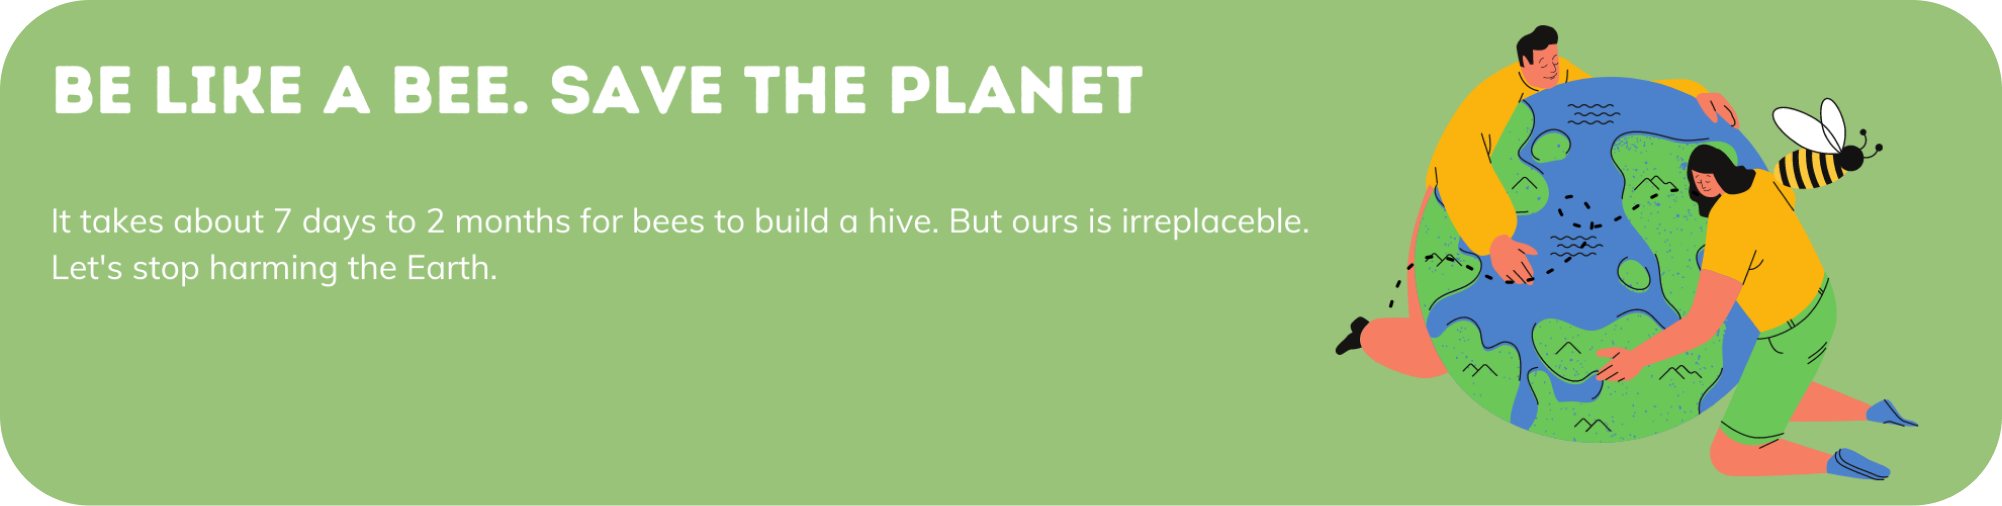 BE LIKE A BEE. SAVE THE PLANET
It takes about 7 days to 2 months for bees to build a hive. But ours is irreplaceble.
Let's stop harming the Earth.